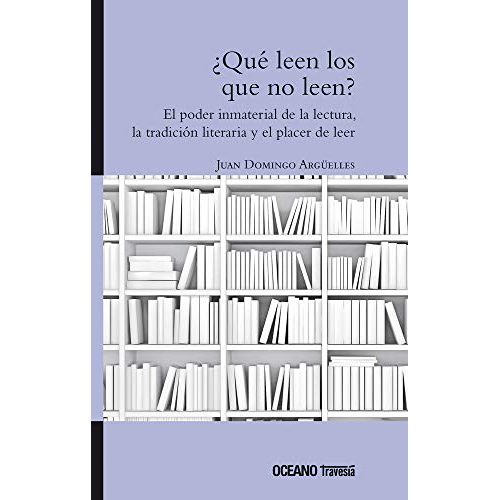 ¿Qué leen los
que no leen?
El poder inmaterial de la lectura,
la tradición literaria y el placer de leer
Juan Domingo Argüelles
OCEANO Travesía